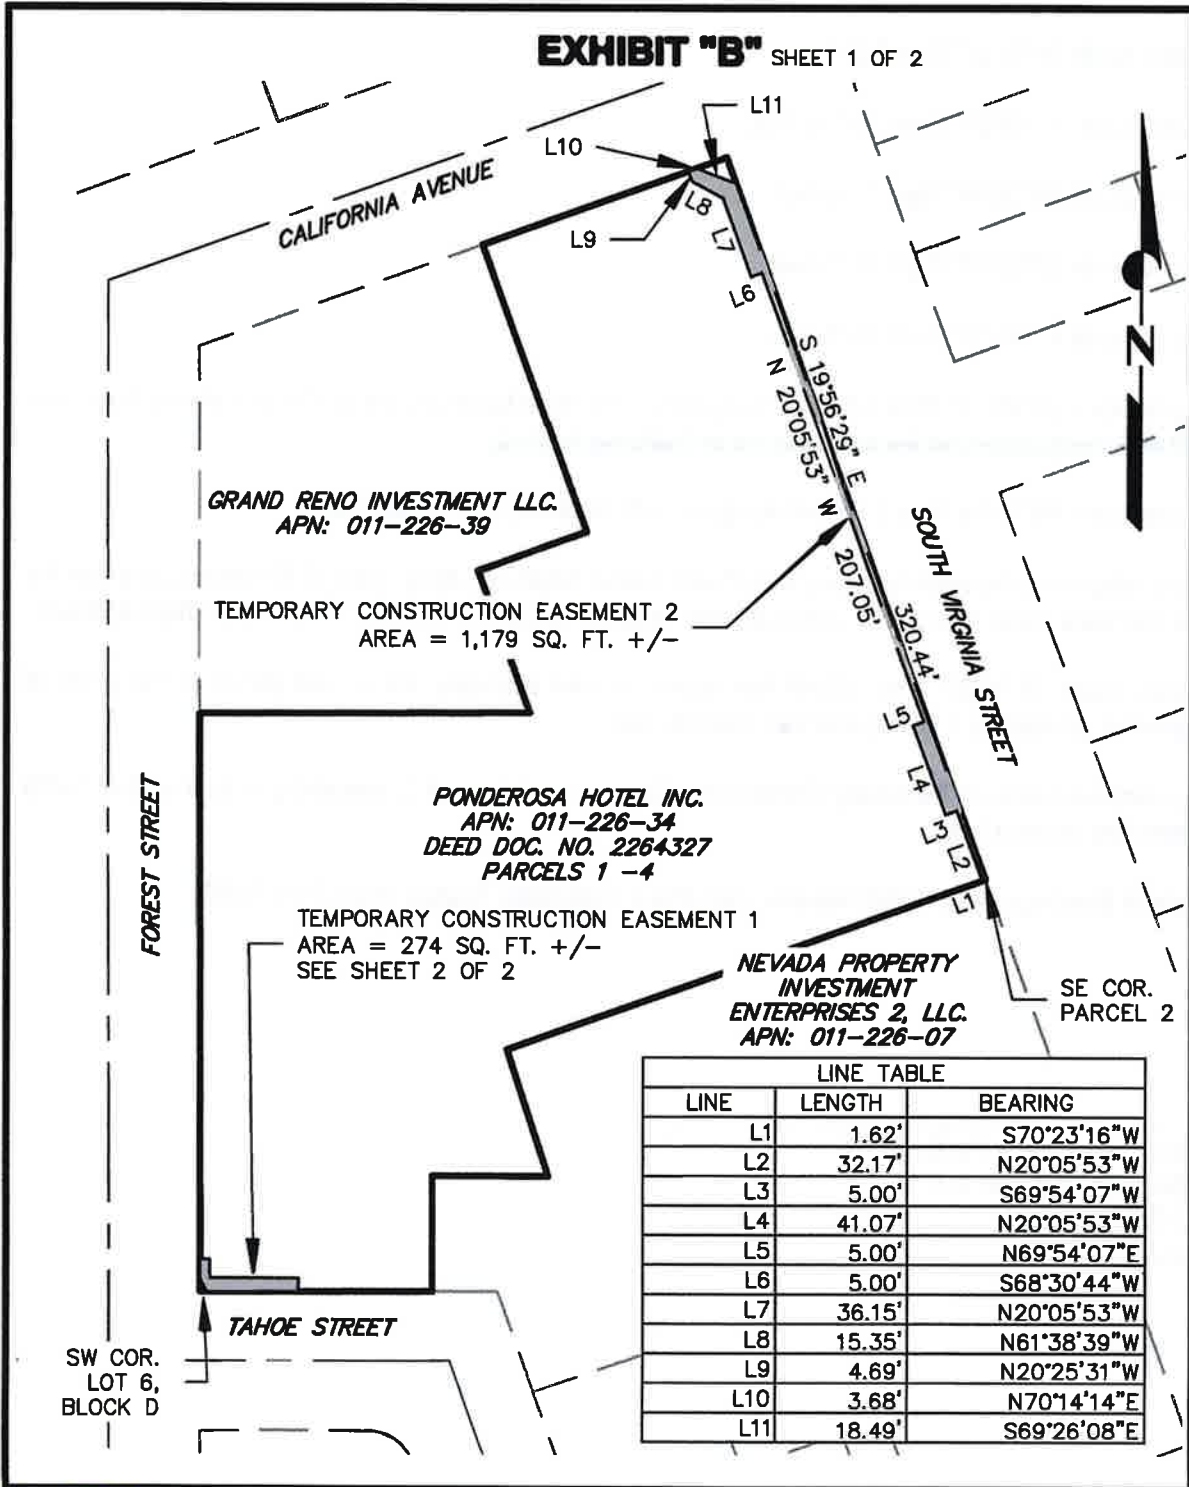 EXHIBIT "B" SHEET 1 OF 2
L11
L10
CALIFORNIA AVENUE
L9
L8
L7
L6
S 19°56'29" E
320.44'
N 20°05'53" W
207.05'
N
GRAND RENO INVESTMENT LLC.
APN: 011-226-39
TEMPORARY CONSTRUCTION EASEMENT 2
AREA = 1,179 SQ. FT. +/-
SOUTH VIRGINIA STREET
L5
L4
L3
L2
L1
PONDEROSA HOTEL INC.
APN: 011-226-34
DEED DOC. NO. 2264327
PARCELS 1 -4
FOREST STREET
TEMPORARY CONSTRUCTION EASEMENT 1
AREA = 274 SQ. FT. +/-
SEE SHEET 2 OF 2
NEVADA PROPERTY
INVESTMENT
ENTERPRISES 2, LLC.
APN: 011-226-07
SE COR.
PARCEL 2
TAHOE STREET
SW COR.
LOT 6,
BLOCK D
LINE TABLE
LINE LENGTH BEARING
L1 1.62' S70°23'16"W
L2 32.17' N20°05'53"W
L3 5.00' S69°54'07"W
L4 41.07' N20°05'53"W
L5 5.00' N69°54'07"E
L6 5.00' S68°30'44"W
L7 36.15' N20°05'53"W
L8 15.35' N61°38'39"W
L9 4.69' N20°25'31"W
L10 3.68' N70°14'14"E
L11 18.49' S69°26'08"E